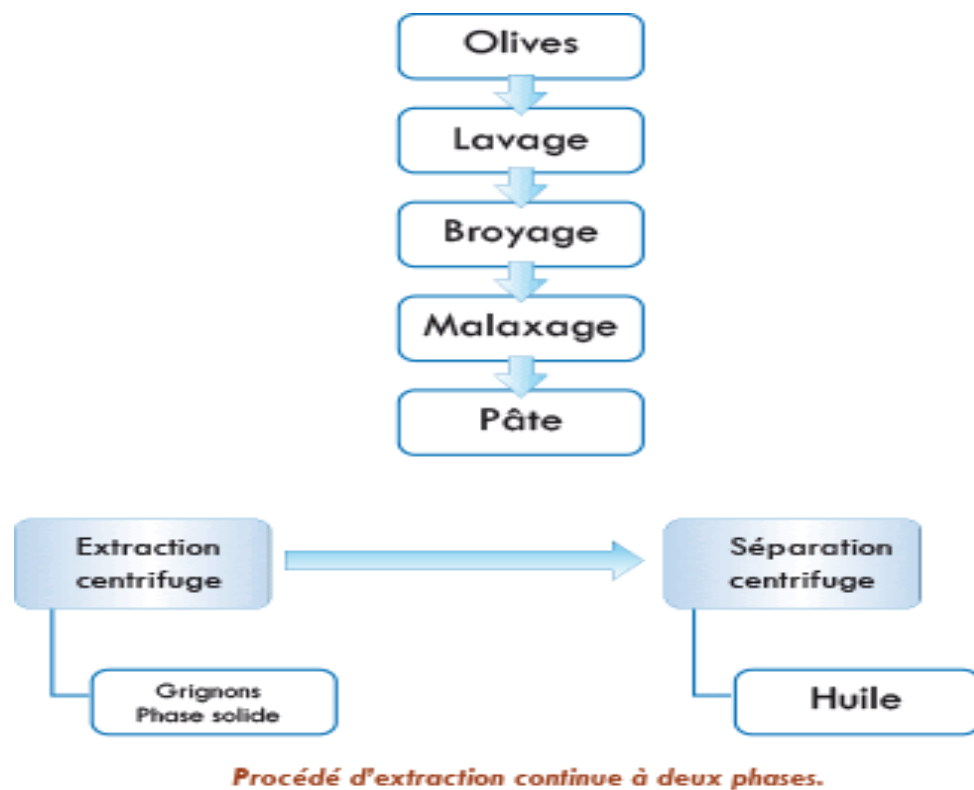 Olives
Lavage
Broyage
Malaxage
Pâte
Extraction
centrifuge
Séparation
centrifuge
Grignons
Phase solide
Huile
Procédé d'extraction continue à deux phases.